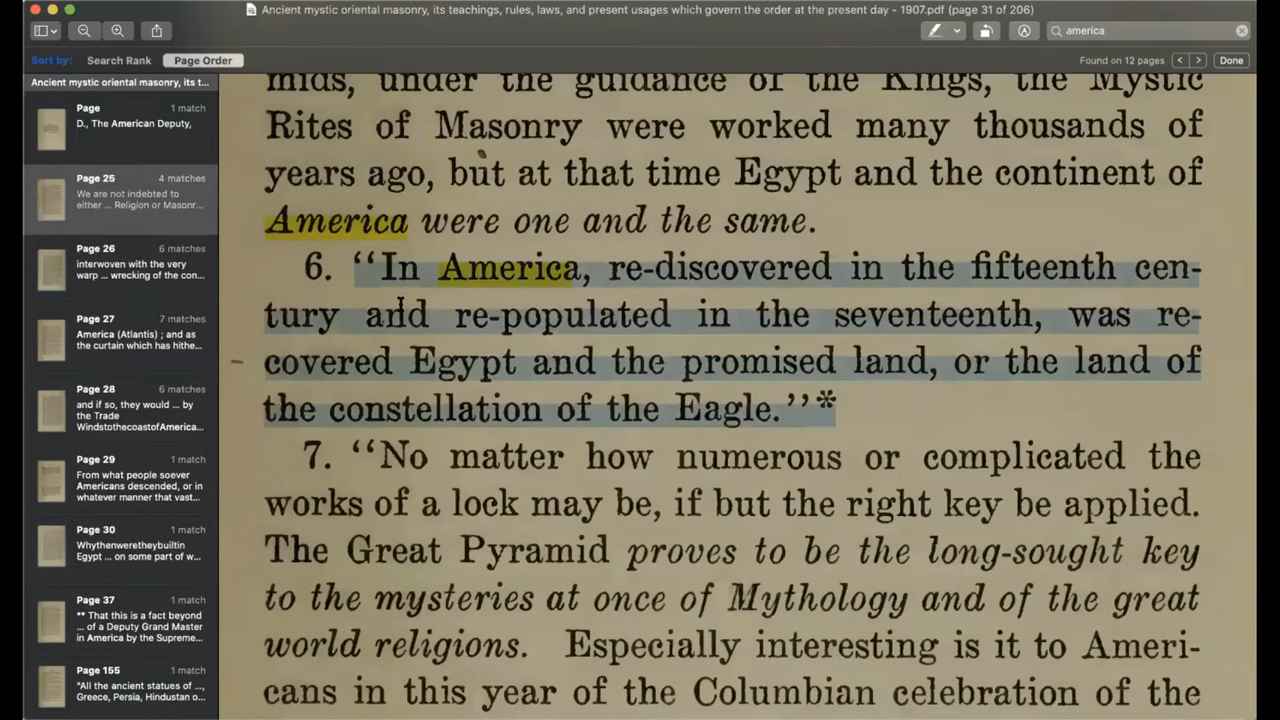 Ancient mystic oriental masonry, its teachings, rules, laws, and present usages which govern the order at the present day - 1907.pdf (page 31 of 206)
america
Sort by: Search Rank Page Order
Found on 12 pages < > Done
Ancient mystic oriental masonry, its t...
Page 1 match
D., The American Deputy,
Page 25 4 matches
We are not indebted to
either ... Religion or Masonr...
Page 26 6 matches
interwoven with the very
warp ... wrecking of the con...
Page 27 7 matches
America (Atlantis) ; and as
the curtain which has hithe...
Page 28 6 matches
and if so, they would ... by
the Trade
WindstothecoastofAmerica...
Page 29 1 match
From what people soever
Americans descended, or in
whatever manner that vast...
Page 30 1 match
Whythenweretheybuiltin
Egypt ... on some part of w...
Page 37 1 match
** That this is a fact beyond
... of a Deputy Grand Master
in America by the Supreme...
Page 155 1 match
"All the ancient statues of ...,
Greece, Persia, Hindustan o...
mids, under the guidance of the Kings, the Mystic
Rites of Masonry were worked many thousands of
years ago, but at that time Egypt and the continent of
America were one and the same.
6. “In America, re-discovered in the fifteenth cen-
tury and re-populated in the seventeenth, was re-
covered Egypt and the promised land, or the land of
the constellation of the Eagle.”*
7. “No matter how numerous or complicated the
works of a lock may be, if but the right key be applied.
The Great Pyramid proves to be the long-sought key
to the mysteries at once of Mythology and of the great
world religions. Especially interesting is it to Ameri-
cans in this year of the Columbian celebration of the